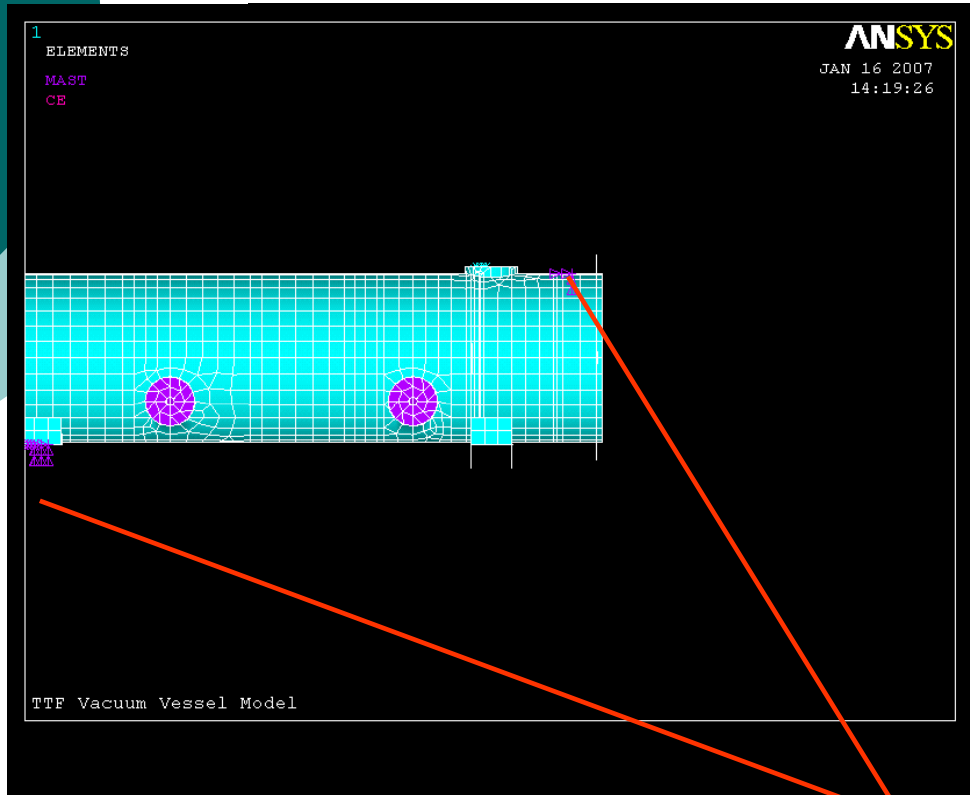 1
ELEMENTS
MAST
CE
ANSYS
JAN 16 2007
14:19:26
TTF Vacuum Vessel Model